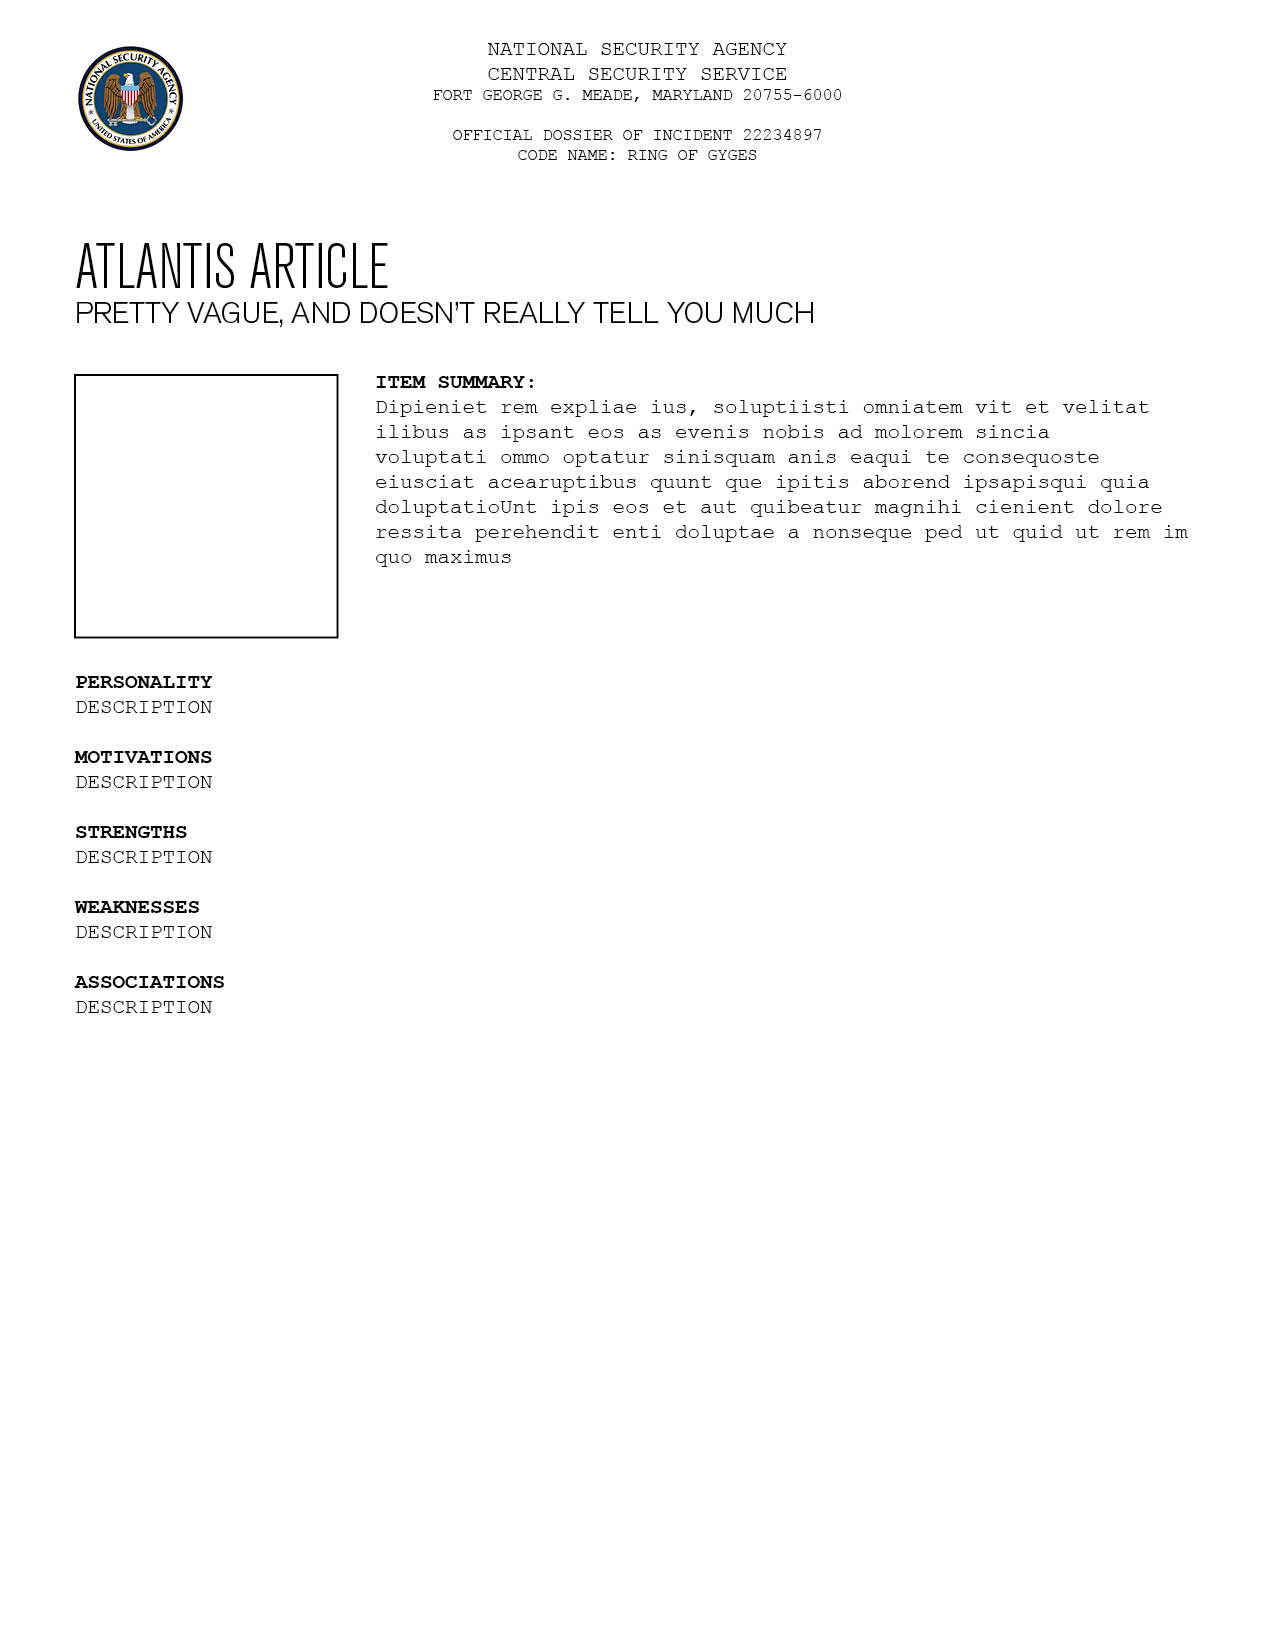 NATIONAL SECURITY AGENCY
CENTRAL SECURITY SERVICE
FORT GEORGE G. MEADE, MARYLAND 20755-6000
NATIONAL SECURITY AGENCY
UNITED STATES OF AMERICA
OFFICIAL DOSSIER OF INCIDENT 22234897
CODE NAME: RING OF GYGES
ATLANTIS ARTICLE
PRETTY VAGUE, AND DOESN'T REALLY TELL YOU MUCH
ITEM SUMMARY:
Dipieniet rem expliae ius, soluptiisti omniatem vit et velitat
ilibus as ipsant eos as evenis nobis ad molorem sincia
voluptati ommo optatur sinisquam anis eaqui te consequoste
eiusciat acearuptibus quunt que ipitis aborend ipsapisqui quia
doluptatioUnt ipis eos et aut quibeatur magnihi cienient dolore
ressita perehendit enti doluptae a nonseque ped ut quid ut rem im
quo maximus
PERSONALITY
DESCRIPTION
MOTIVATIONS
DESCRIPTION
STRENGTHS
DESCRIPTION
WEAKNESSES
DESCRIPTION
ASSOCIATIONS
DESCRIPTION